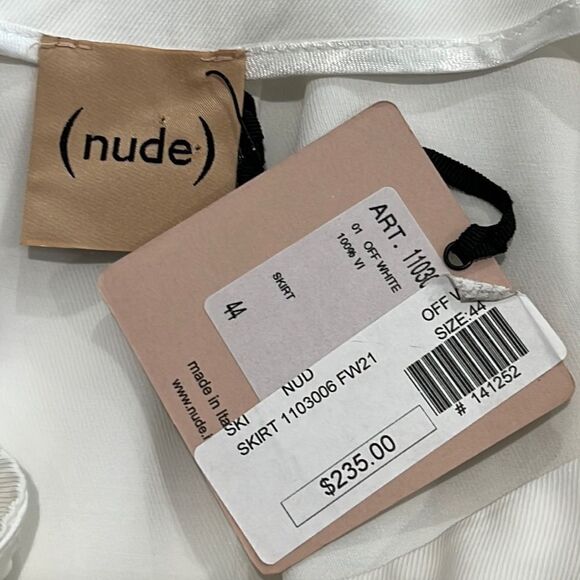 (nude)
ART. 1103
01 OFF WHITE
100% VI
SKIRT
44
made in
www.nude.
SKI NUD
SKIRT 1103006 FW21
OFF
SIZE:44
# 141252
$235.00